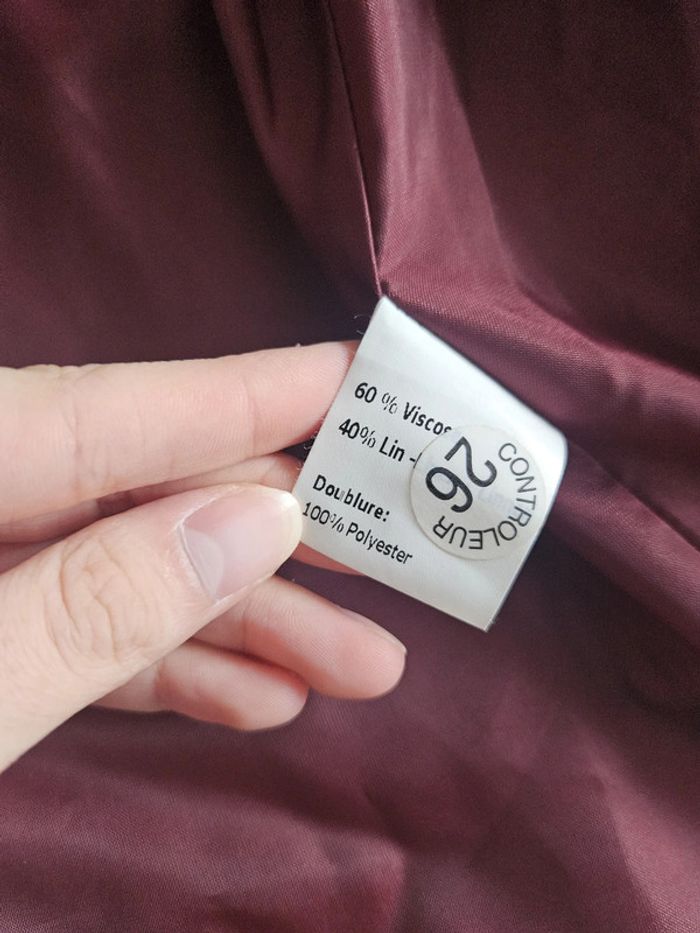 60 % Viscos
40% Lin -
Doublure:
100% Polyester
CONTROLEUR
26